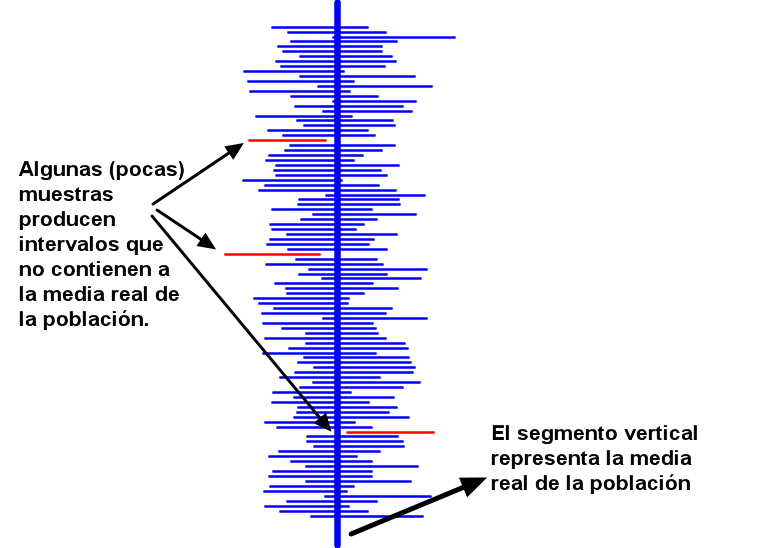 Algunas (pocas)
muestras
producen
intervalos que
no contienen a
la media real de
la población.
El segmento vertical
representa la media
real de la población